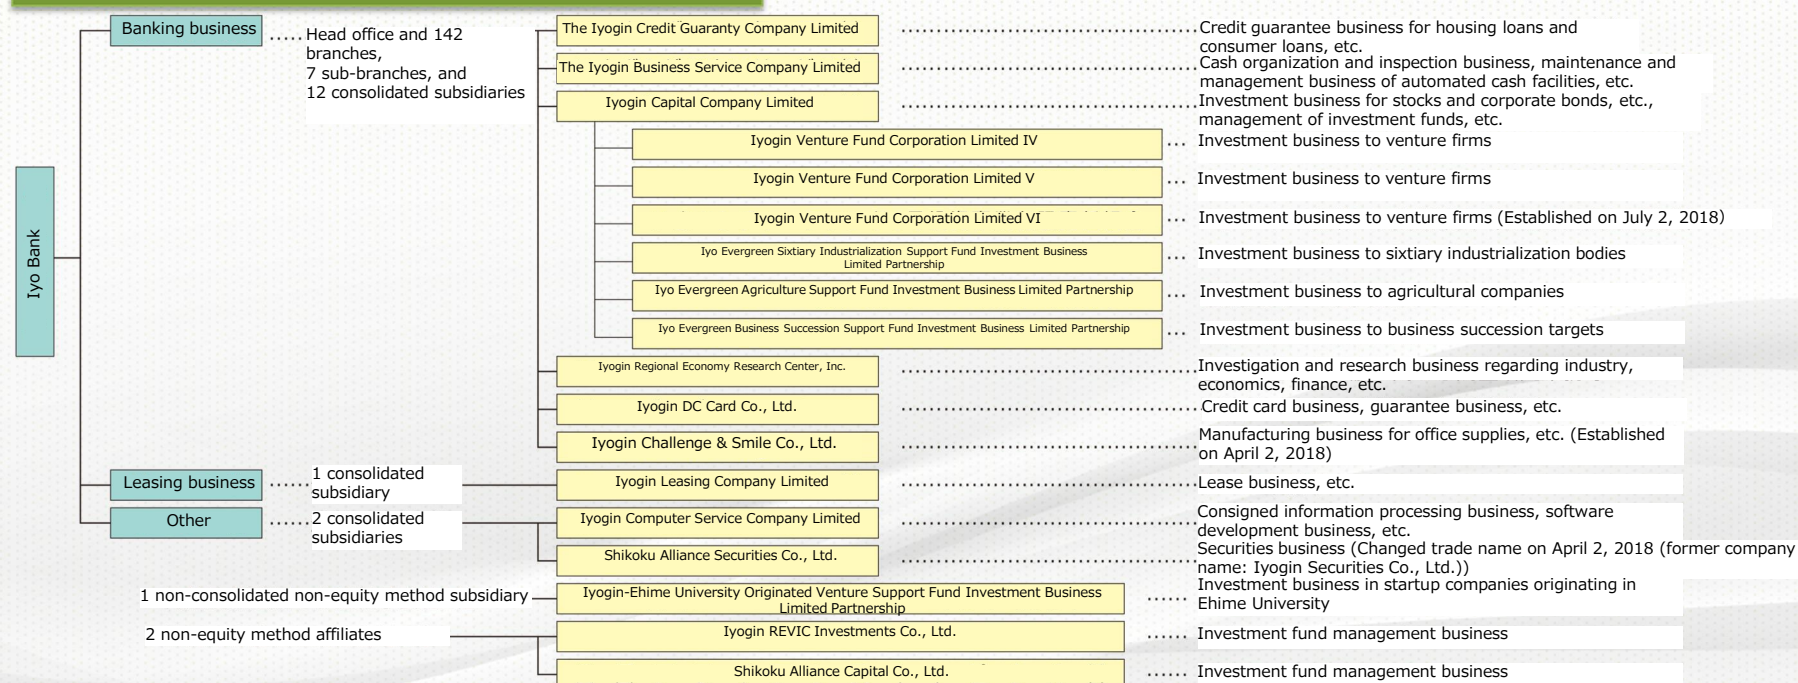 Iyo Bank
Banking business
Head office and 142
branches,
7 sub-branches, and
12 consolidated subsidiaries
The Iyogin Credit Guaranty Company Limited
Credit guarantee business for housing loans and
consumer loans, etc.
The Iyogin Business Service Company Limited
Cash organization and inspection business, maintenance and
management business of automated cash facilities, etc.
Iyogin Capital Company Limited
Investment business for stocks and corporate bonds, etc.,
management of investment funds, etc.
Iyogin Venture Fund Corporation Limited IV
Investment business to venture firms
Iyogin Venture Fund Corporation Limited V
Investment business to venture firms
Iyogin Venture Fund Corporation Limited VI
Investment business to venture firms (Established on July 2, 2018)
Iyo Evergreen Sixtiary Industrialization Support Fund Investment Business
Limited Partnership
Investment business to sixtiary industrialization bodies
Iyo Evergreen Agriculture Support Fund Investment Business Limited Partnership
Investment business to agricultural companies
Iyo Evergreen Business Succession Support Fund Investment Business Limited Partnership
Investment business to business succession targets
Iyogin Regional Economy Research Center, Inc.
Investigation and research business regarding industry,
economics, finance, etc.
Iyogin DC Card Co., Ltd.
Credit card business, guarantee business, etc.
Iyogin Challenge & Smile Co., Ltd.
Manufacturing business for office supplies, etc. (Established
on April 2, 2018)
Leasing business
1 consolidated
subsidiary
Iyogin Leasing Company Limited
Lease business, etc.
Other
2 consolidated
subsidiaries
Iyogin Computer Service Company Limited
Consigned information processing business, software
development business, etc.
Shikoku Alliance Securities Co., Ltd.
Securities business (Changed trade name on April 2, 2018 (former company
name: Iyogin Securities Co., Ltd.))
1 non-consolidated non-equity method subsidiary
Iyogin-Ehime University Originated Venture Support Fund Investment Business
Limited Partnership
Investment business in startup companies originating in
Ehime University
2 non-equity method affiliates
Iyogin REVIC Investments Co., Ltd.
Investment fund management business
Shikoku Alliance Capital Co., Ltd.
Investment fund management business